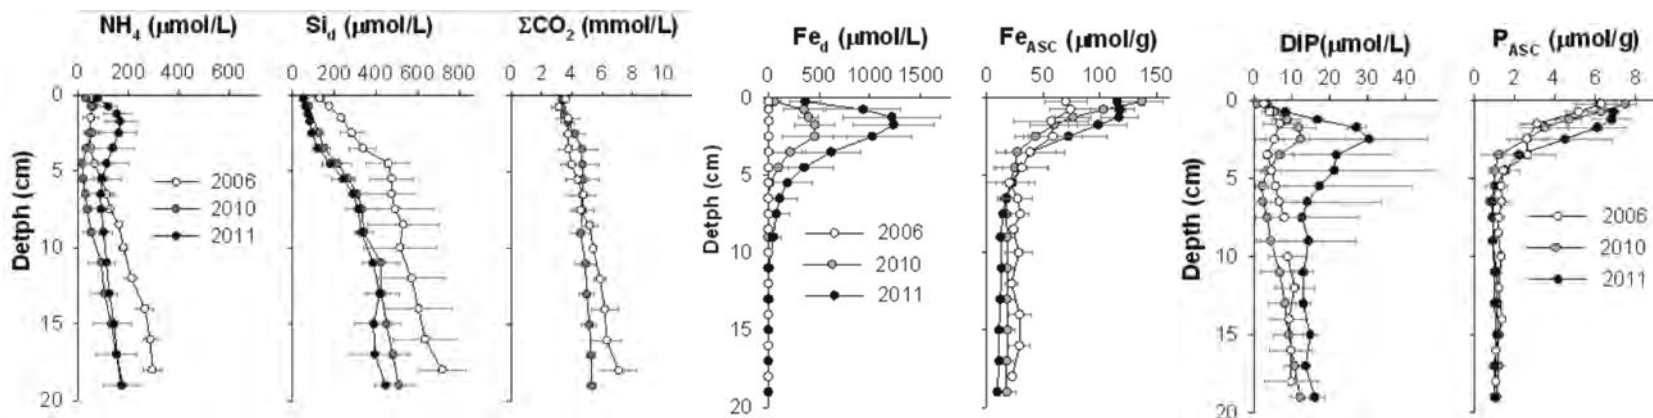 NH4 (µmol/L)
0 200 400 600
0
5
10
15
20
Detpth (cm)
2006
2010
2011
Sid (µmol/L)
0 200 400 600 800
ΣCO2 (mmol/L)
0 2 4 6 8 10
Fed (µmol/L)
0 500 1000 1500
0
5
10
15
20
Detpth (cm)
2006
2010
2011
FeASC (µmol/g)
0 50 100 150
DIP(µmol/L)
0 10 20 30 40
0
5
10
15
20
Depth (cm)
PASC (µmol/g)
0 2 4 6 8
2006
2010
2011